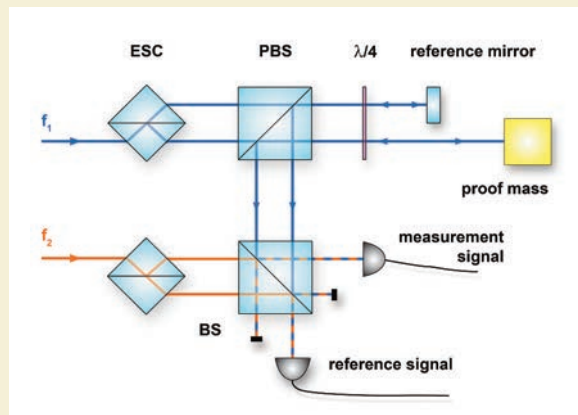 ESC
PBS
λ/4
reference mirror
f1
proof mass
f2
measurement
signal
BS
reference signal